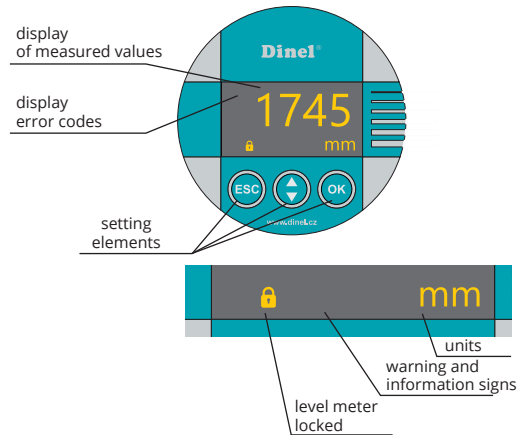 display
of measured values
Dinel®
display
error codes
1745
mm
ESC
OK
www.dinel.cz
setting
elements
mm
units
warning and
information signs
level meter
locked